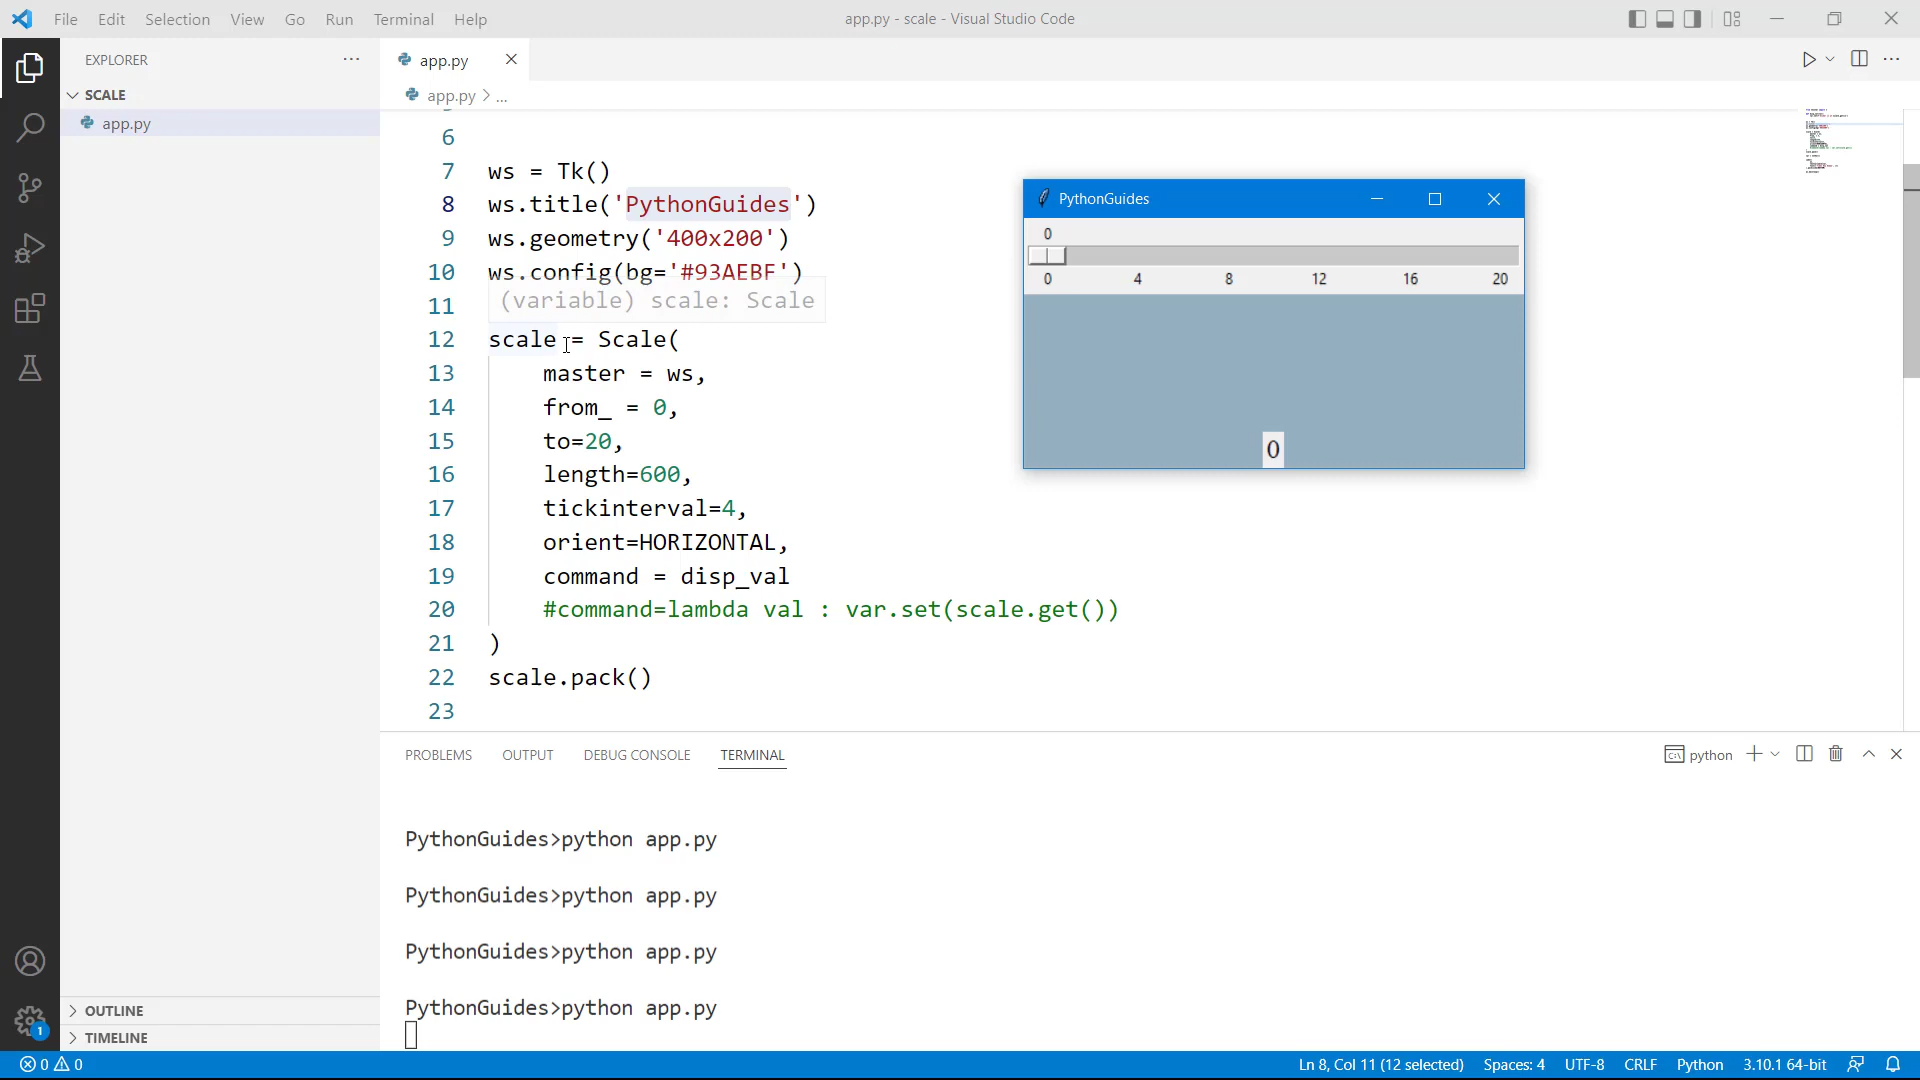 File Edit Selection View Go Run Terminal Help
app.py - scale - Visual Studio Code
EXPLORER
SCALE
app.py
app.py
app.py > ...
6
7 ws = Tk()
8 ws.title('PythonGuides')
9 ws.geometry('400x200')
10 ws.config(bg='#93AEBF')
11
(variable) scale: Scale
12 scale = Scale(
13 master = ws,
14 from_ = 0,
15 to=20,
16 length=600,
17 tickinterval=4,
18 orient=HORIZONTAL,
19 command = disp_val
20 #command=lambda val : var.set(scale.get())
21 )
22 scale.pack()
23
PythonGuides
0
0 4 8 12 16 20
0
PROBLEMS OUTPUT DEBUG CONSOLE TERMINAL
python
PythonGuides>python app.py
PythonGuides>python app.py
PythonGuides>python app.py
PythonGuides>python app.py
OUTLINE
TIMELINE
1
0 0
Ln 8, Col 11 (12 selected) Spaces: 4 UTF-8 CRLF Python 3.10.1 64-bit